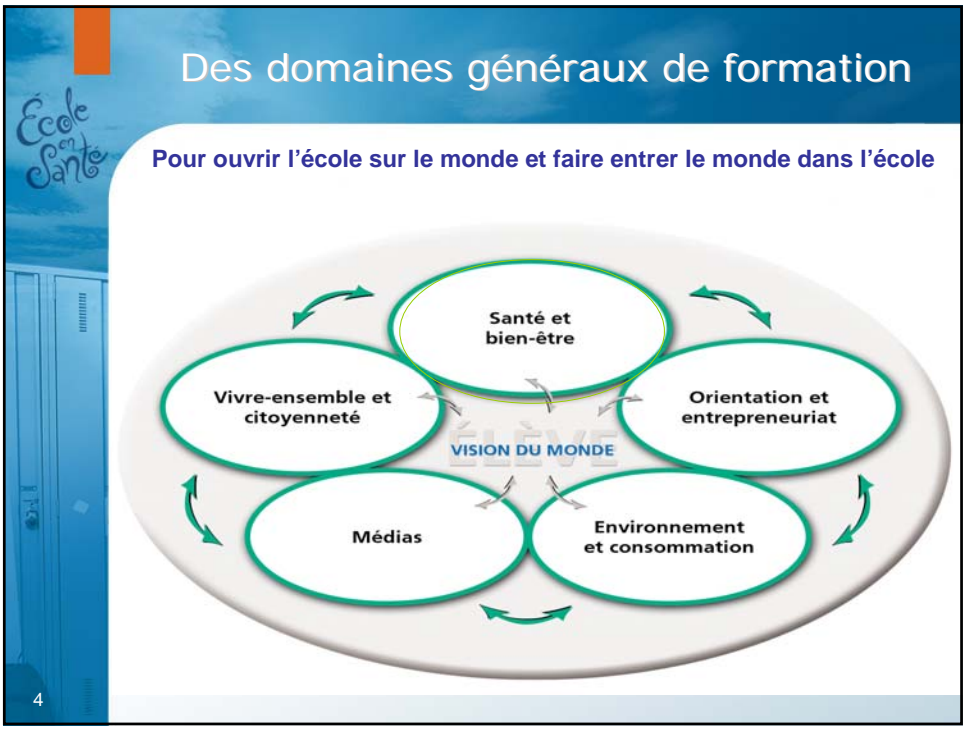 Des domaines généraux de formation
École
en
Santé
Pour ouvrir l'école sur le monde et faire entrer le monde dans l'école
Santé et
bien-être
Vivre-ensemble et
citoyenneté
Orientation et
entrepreneuriat
ÉLÈVE
VISION DU MONDE
Médias
Environnement
et consommation
4